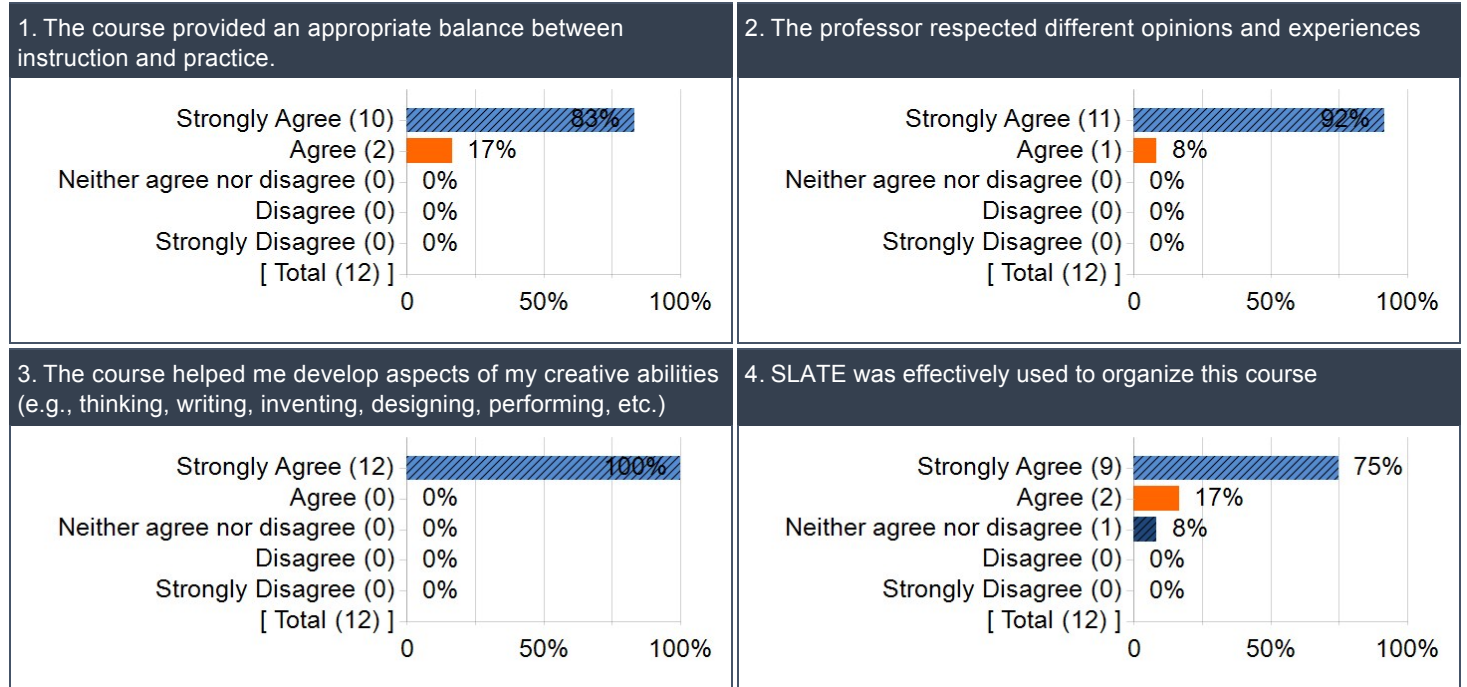 1. The course provided an appropriate balance between
instruction and practice.
Strongly Agree (10) 83%
Agree (2) 17%
Neither agree nor disagree (0) 0%
Disagree (0) 0%
Strongly Disagree (0) 0%
[ Total (12) ]
0 50% 100%
2. The professor respected different opinions and experiences
Strongly Agree (11) 92%
Agree (1) 8%
Neither agree nor disagree (0) 0%
Disagree (0) 0%
Strongly Disagree (0) 0%
[ Total (12) ]
0 50% 100%
3. The course helped me develop aspects of my creative abilities
(e.g., thinking, writing, inventing, designing, performing, etc.)
Strongly Agree (12) 100%
Agree (0) 0%
Neither agree nor disagree (0) 0%
Disagree (0) 0%
Strongly Disagree (0) 0%
[ Total (12) ]
0 50% 100%
4. SLATE was effectively used to organize this course
Strongly Agree (9) 75%
Agree (2) 17%
Neither agree nor disagree (1) 8%
Disagree (0) 0%
Strongly Disagree (0) 0%
[ Total (12) ]
0 50% 100%